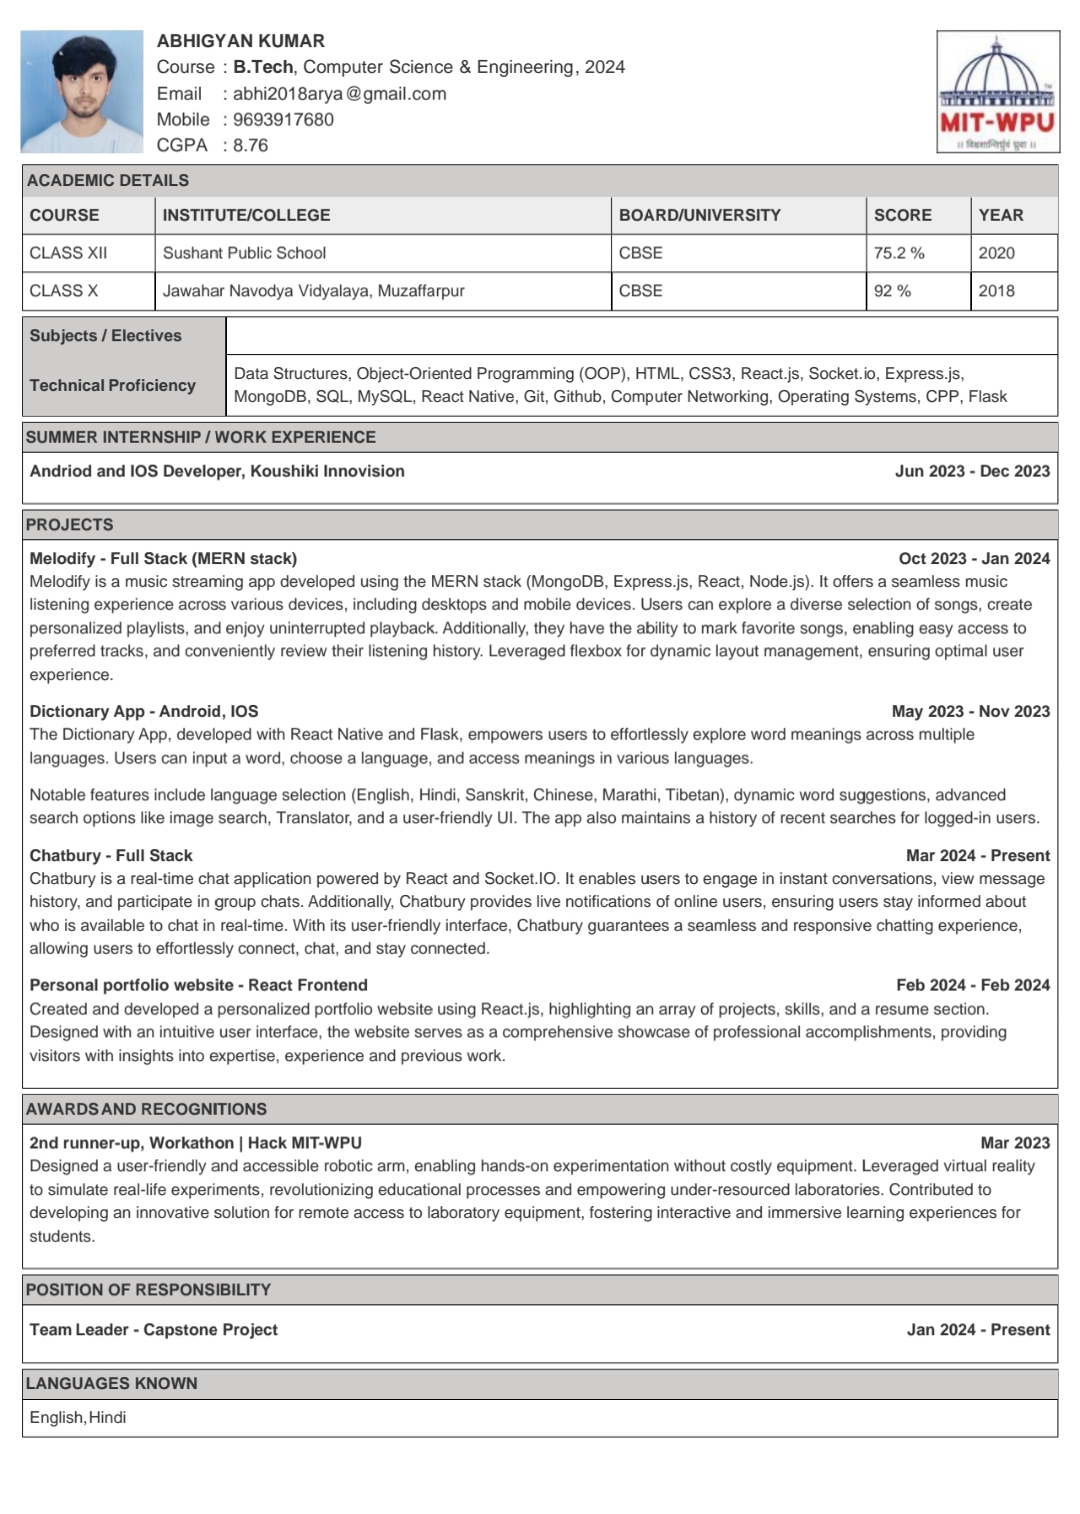 ABHIGYAN KUMAR
Course : B.Tech, Computer Science & Engineering, 2024
Email : abhi2018arya@gmail.com
Mobile : 9693917680
CGPA : 8.76
TM
MIT-WPU
॥ विश्वशान्तिर्ध्रुवं ध्रुवा ॥
ACADEMIC DETAILS
COURSE INSTITUTE/COLLEGE BOARD/UNIVERSITY SCORE YEAR
CLASS XII Sushant Public School CBSE 75.2 % 2020
CLASS X Jawahar Navodya Vidyalaya, Muzaffarpur CBSE 92 % 2018
Subjects / Electives
Technical Proficiency
Data Structures, Object-Oriented Programming (OOP), HTML, CSS3, React.js, Socket.io, Express.js,
MongoDB, SQL, MySQL, React Native, Git, Github, Computer Networking, Operating Systems, CPP, Flask
SUMMER INTERNSHIP / WORK EXPERIENCE
Andriod and IOS Developer, Koushiki Innovision Jun 2023 - Dec 2023
PROJECTS
Melodify - Full Stack (MERN stack) Oct 2023 - Jan 2024
Melodify is a music streaming app developed using the MERN stack (MongoDB, Express.js, React, Node.js). It offers a seamless music
listening experience across various devices, including desktops and mobile devices. Users can explore a diverse selection of songs, create
personalized playlists, and enjoy uninterrupted playback. Additionally, they have the ability to mark favorite songs, enabling easy access to
preferred tracks, and conveniently review their listening history. Leveraged flexbox for dynamic layout management, ensuring optimal user
experience.
Dictionary App - Android, IOS May 2023 - Nov 2023
The Dictionary App, developed with React Native and Flask, empowers users to effortlessly explore word meanings across multiple
languages. Users can input a word, choose a language, and access meanings in various languages.
Notable features include language selection (English, Hindi, Sanskrit, Chinese, Marathi, Tibetan), dynamic word suggestions, advanced
search options like image search, Translator, and a user-friendly UI. The app also maintains a history of recent searches for logged-in users.
Chatbury - Full Stack Mar 2024 - Present
Chatbury is a real-time chat application powered by React and Socket.IO. It enables users to engage in instant conversations, view message
history, and participate in group chats. Additionally, Chatbury provides live notifications of online users, ensuring users stay informed about
who is available to chat in real-time. With its user-friendly interface, Chatbury guarantees a seamless and responsive chatting experience,
allowing users to effortlessly connect, chat, and stay connected.
Personal portfolio website - React Frontend Feb 2024 - Feb 2024
Created and developed a personalized portfolio website using React.js, highlighting an array of projects, skills, and a resume section.
Designed with an intuitive user interface, the website serves as a comprehensive showcase of professional accomplishments, providing
visitors with insights into expertise, experience and previous work.
AWARDS AND RECOGNITIONS
2nd runner-up, Workathon | Hack MIT-WPU Mar 2023
Designed a user-friendly and accessible robotic arm, enabling hands-on experimentation without costly equipment. Leveraged virtual reality
to simulate real-life experiments, revolutionizing educational processes and empowering under-resourced laboratories. Contributed to
developing an innovative solution for remote access to laboratory equipment, fostering interactive and immersive learning experiences for
students.
POSITION OF RESPONSIBILITY
Team Leader - Capstone Project Jan 2024 - Present
LANGUAGES KNOWN
English,Hindi